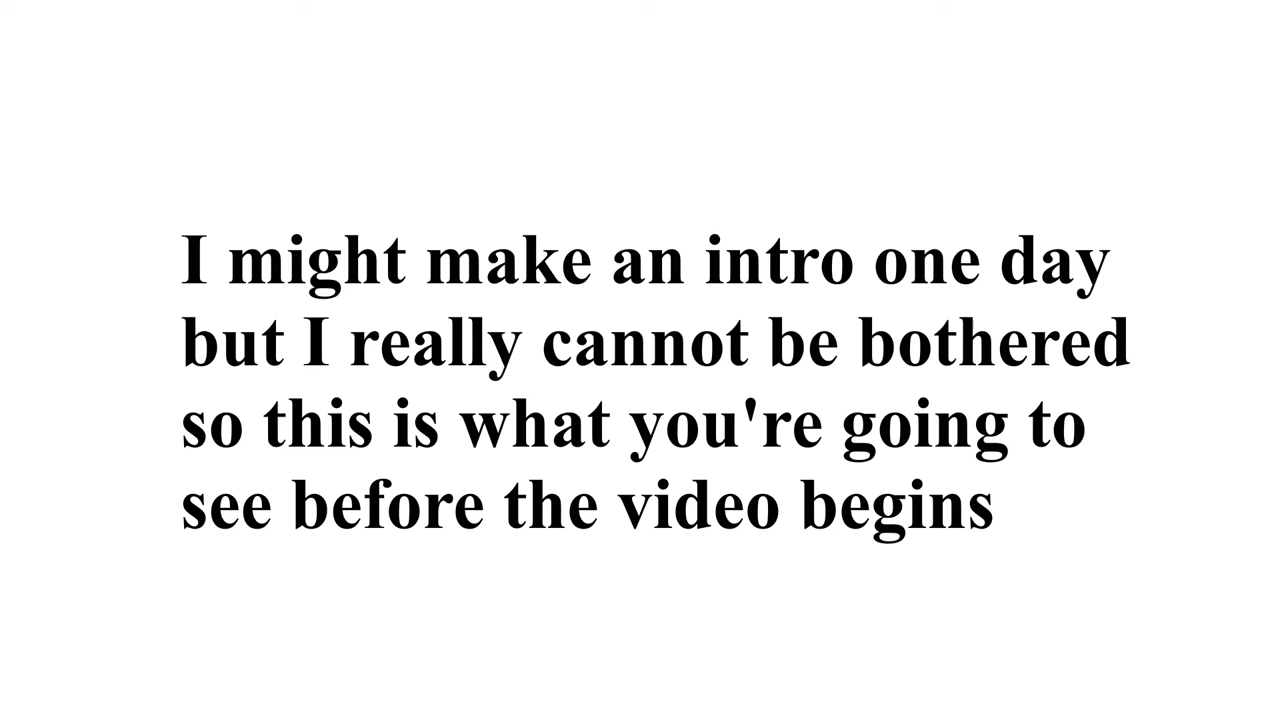 I might make an intro one day
but I really cannot be bothered
so this is what you're going to
see before the video begins